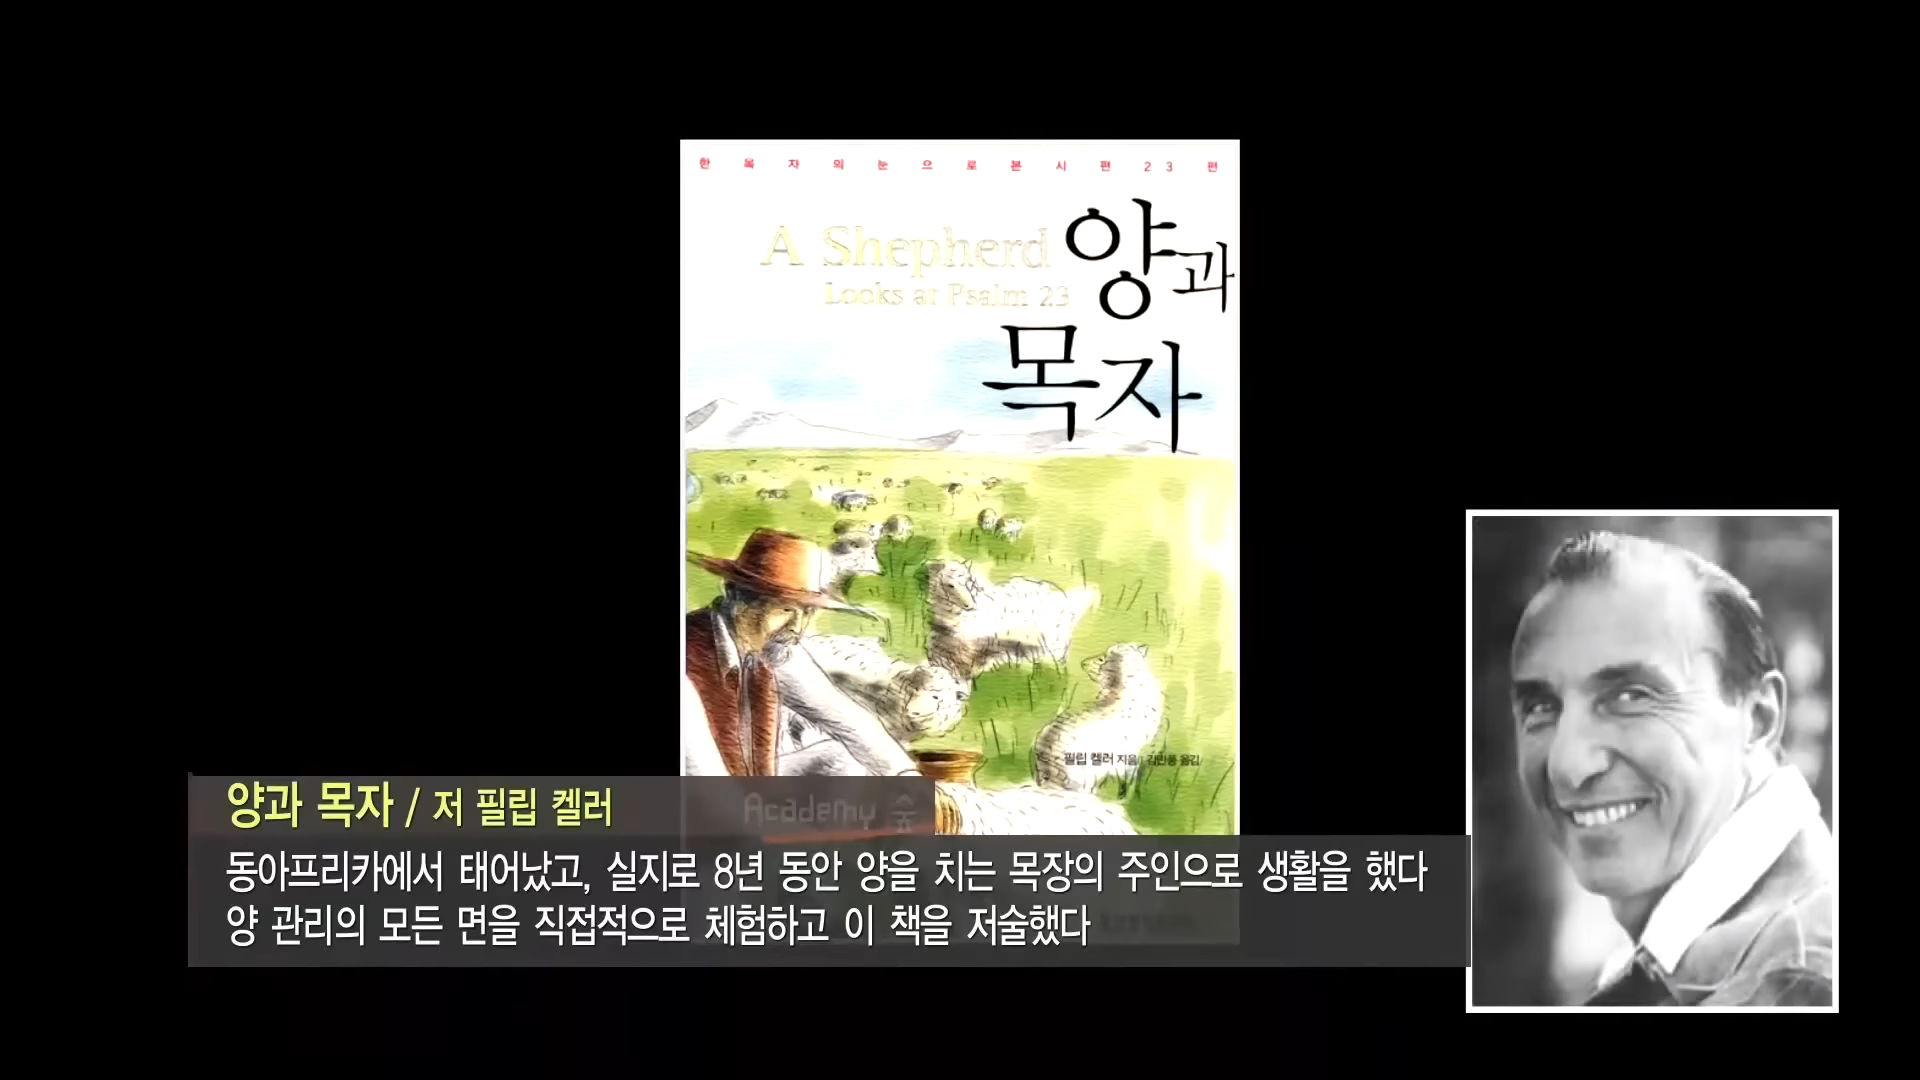 한 목 자 의 눈 으 로 본 시 편 2 3 편
A Shepherd
Looks at Psalm 23
양과
목자
필립 켈러 지음
Academy 숲
양과 목자 / 저 필립 켈러
동아프리카에서 태어났고, 실지로 8년 동안 양을 치는 목장의 주인으로 생활을 했다
양 관리의 모든 면을 직접적으로 체험하고 이 책을 저술했다